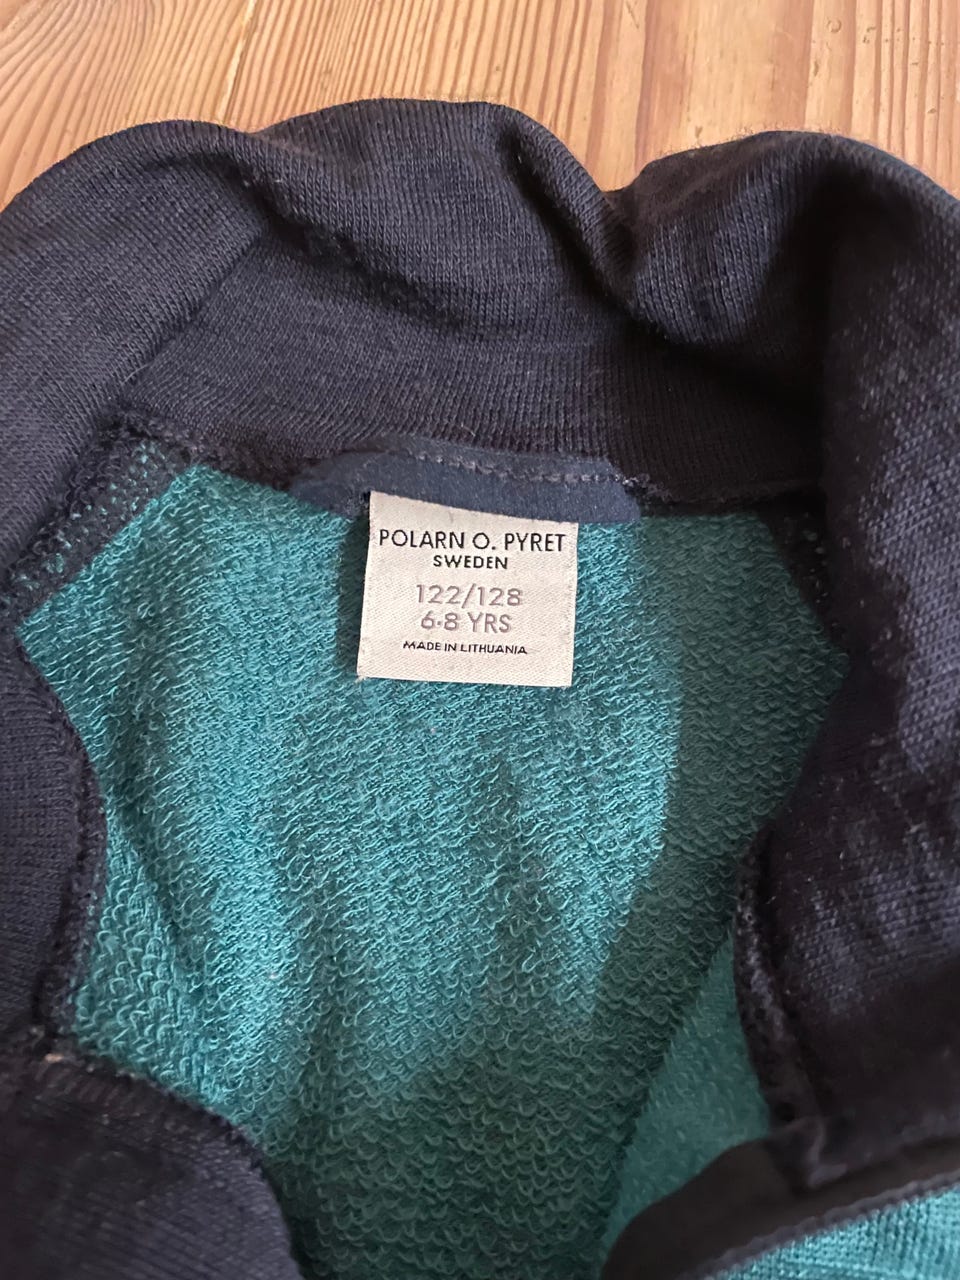 POLARN O. PYRET
SWEDEN
122/128
6-8 YRS
MADE IN LITHUANIA